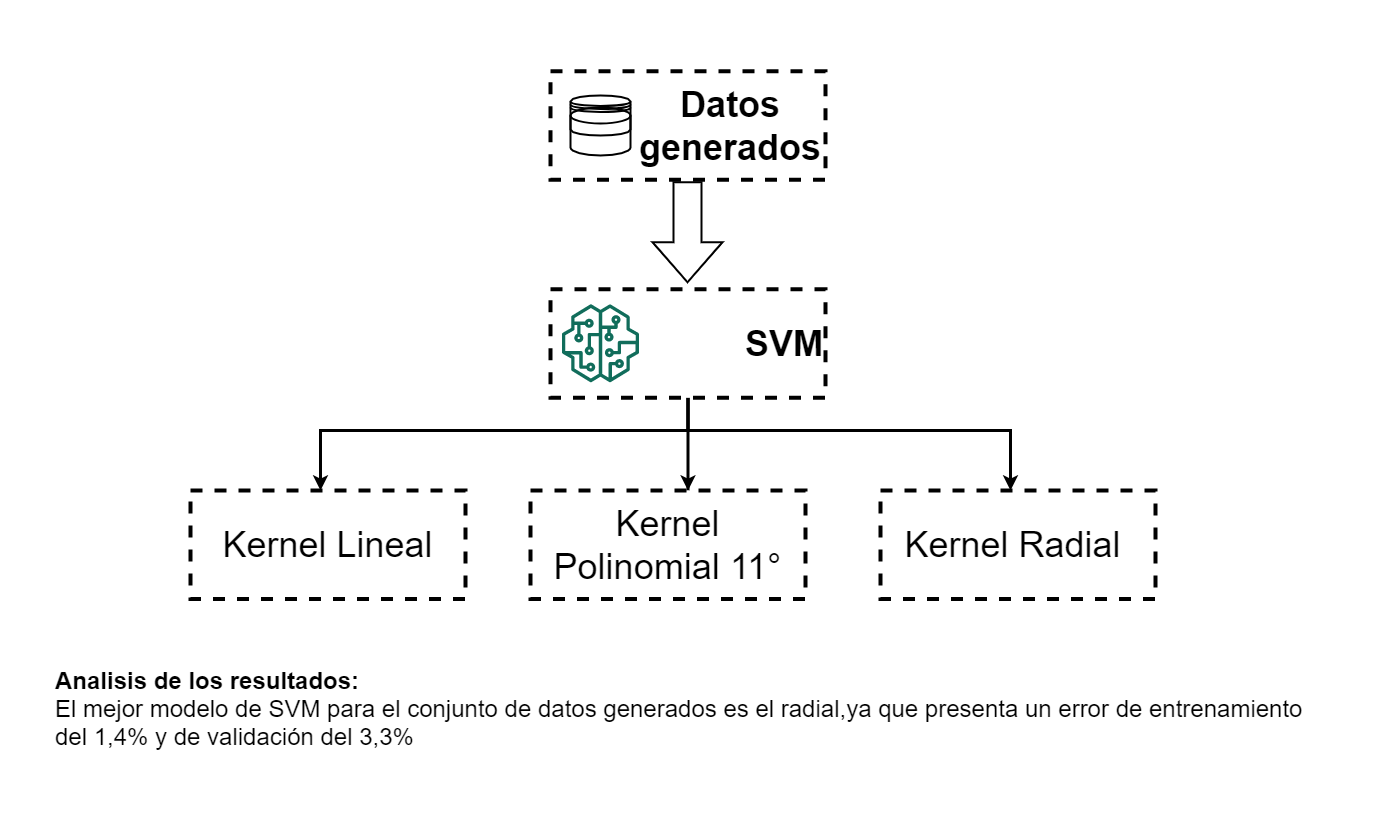 Datos
generados
SVM
Kernel Lineal
Kernel
Polinomial 11°
Kernel Radial
Analisis de los resultados:
El mejor modelo de SVM para el conjunto de datos generados es el radial,ya que presenta un error de entrenamiento
del 1,4% y de validación del 3,3%